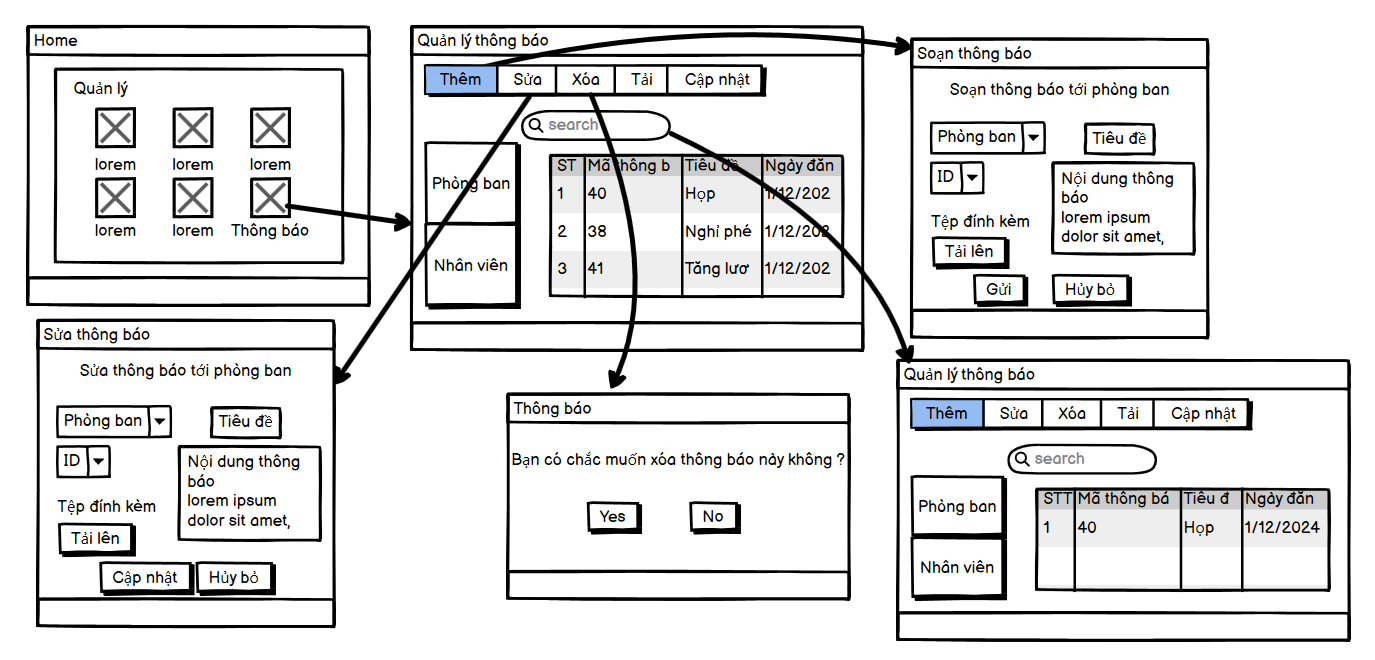 Home
Quản lý
lorem
lorem
lorem
lorem
lorem
Thông báo
Quản lý thông báo
Thêm
Sửa
Xóa
Tải
Cập nhật
search
Phòng ban
Nhân viên
ST Mã thông b Tiêu đề Ngày đăn
1 40 Họp 1/12/202
2 38 Nghỉ phé 1/12/202
3 41 Tăng lươ 1/12/202
Soạn thông báo
Soạn thông báo tới phòng ban
Phòng ban
Tiêu đề
ID
Nội dung thông
báo
lorem ipsum
dolor sit amet,
Tệp đính kèm
Tải lên
Gửi
Hủy bỏ
Sửa thông báo
Sửa thông báo tới phòng ban
Phòng ban
Tiêu đề
ID
Nội dung thông
báo
lorem ipsum
dolor sit amet,
Tệp đính kèm
Tải lên
Cập nhật
Hủy bỏ
Thông báo
Bạn có chắc muốn xóa thông báo này không ?
Yes
No
Quản lý thông báo
Thêm
Sửa
Xóa
Tải
Cập nhật
search
Phòng ban
Nhân viên
STT Mã thông bá Tiêu đ Ngày đăn
1 40 Họp 1/12/2024